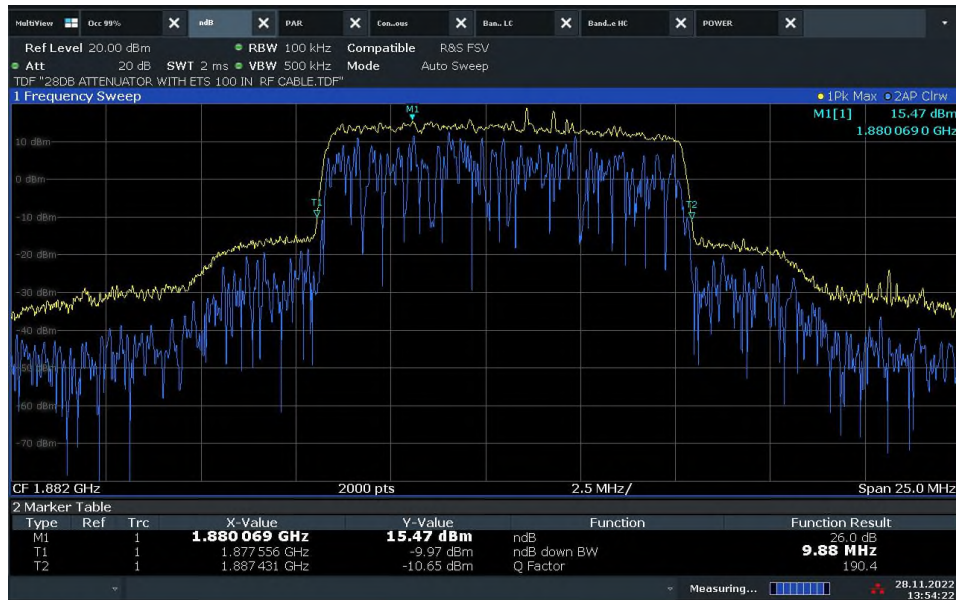 MultiView Occ 99% ndB PAR Con..ous Ban.. LC Band..e HC POWER
Ref Level 20.00 dBm RBW 100 kHz Compatible R&S FSV
Att 20 dB SWT 2 ms VBW 500 kHz Mode Auto Sweep
TDF "28DB ATTENUATOR WITH ETS 100 IN RF CABLE.TDF"
1 Frequency Sweep 1Pk Max 2AP Clrw
M1[1] 15.47 dBm
1.880 069 0 GHz
M1
10 dBm
0 dBm
T1
T2
-10 dBm
-20 dBm
-30 dBm
-40 dBm
-50 dBm
-60 dBm
-70 dBm
CF 1.882 GHz 2000 pts 2.5 MHz/ Span 25.0 MHz
2 Marker Table
Type Ref Trc X-Value Y-Value Function Function Result
M1 1 1.880 069 GHz 15.47 dBm ndB 26.0 dB
T1 1 1.877 556 GHz -9.97 dBm ndB down BW 9.88 MHz
T2 1 1.887 431 GHz -10.65 dBm Q Factor 190.4
Measuring... 28.11.2022
13:54:22